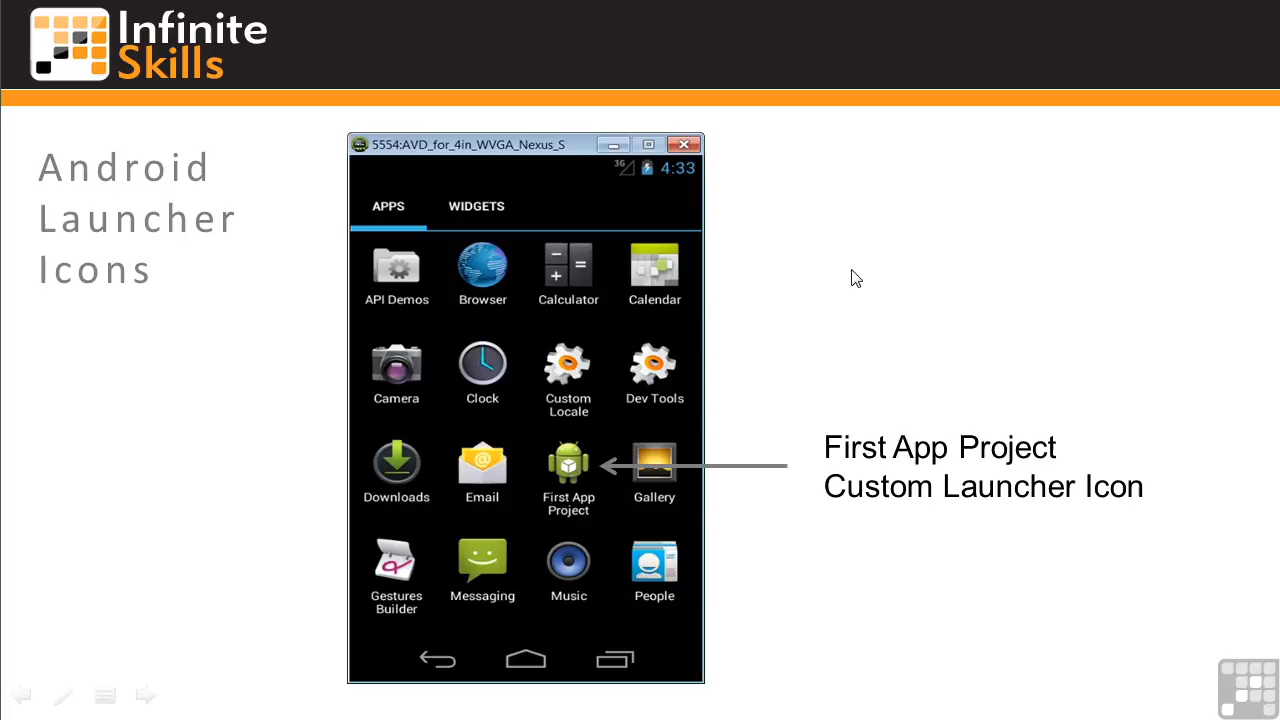 Infinite
Skills
Android
Launcher
Icons
5554:AVD_for_4in_WVGA_Nexus_S
3G
4:33
APPS WIDGETS
API Demos Browser Calculator Calendar
Camera Clock Custom Locale Dev Tools
Downloads Email First App Project Gallery
Gestures Builder Messaging Music People
First App Project
Custom Launcher Icon